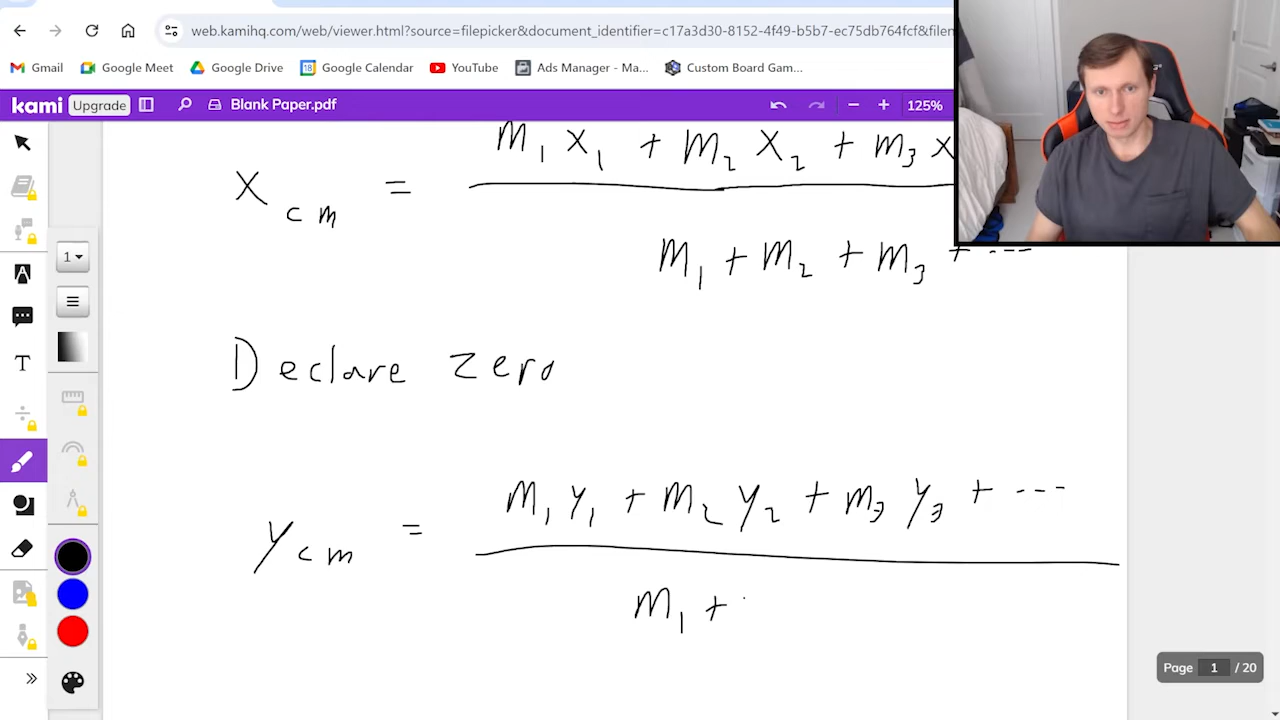 web.kamihq.com/web/viewer.html?source=filepicker&document_identifier=c17a3d30-8152-4f49-b5b7-ec75db764fcf&filen
Gmail Google Meet Google Drive 18 Google Calendar YouTube Ads Manager - Ma... Custom Board Gam...
kami Upgrade Blank Paper.pdf 125%
m₁ x₁ + m₂ x₂ + m₃ x
x cm =
m₁ + m₂ + m₃ + ---
1
T
Declare zero
m₁ y₁ + m₂ y₂ + m₃ y₃ + ---
y cm =
m₁ +
Page 1 / 20